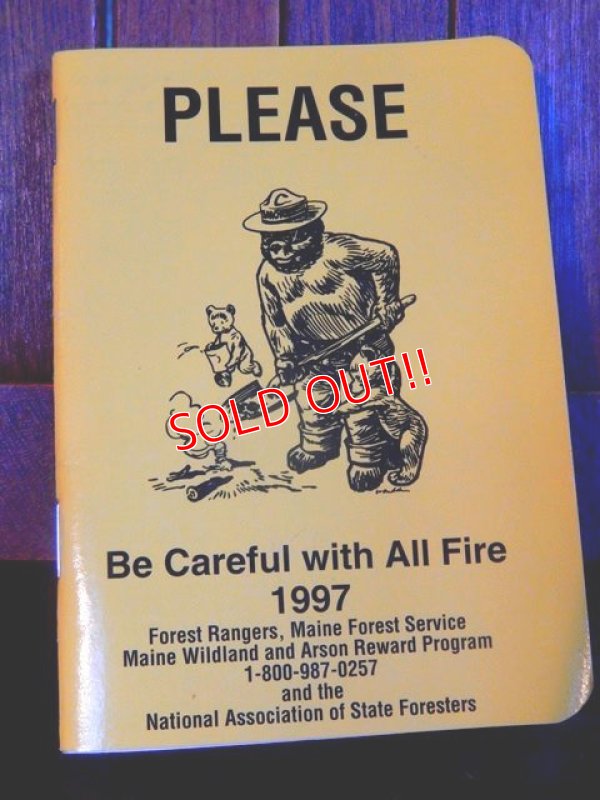 PLEASE
SOLD OUT!!
Be Careful with All Fire
1997
Forest Rangers, Maine Forest Service
Maine Wildland and Arson Reward Program
1-800-987-0257
and the
National Association of State Foresters